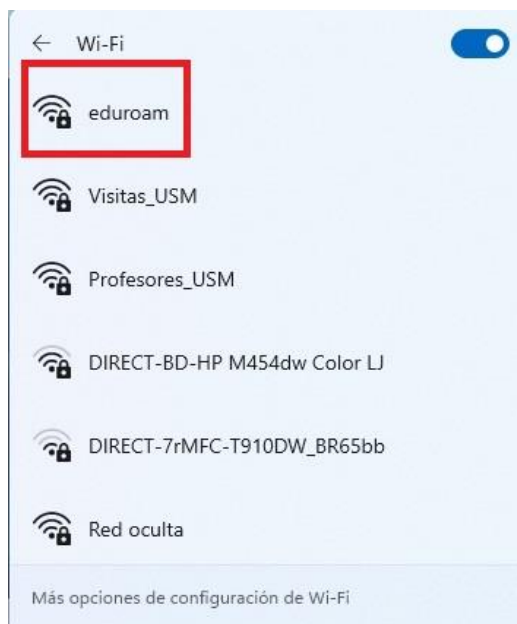 Wi-Fi
eduroam
Visitas_USM
Profesores_USM
DIRECT-BD-HP M454dw Color LJ
DIRECT-7rMFC-T910DW_BR65bb
Red oculta
Más opciones de configuración de Wi-Fi